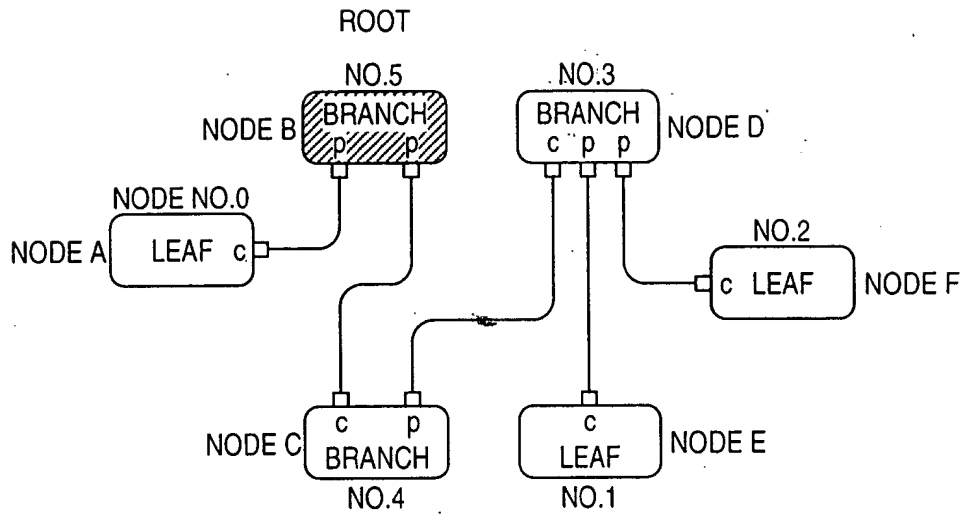 ROOT
NO.5
NO.3
NODE B
BRANCH
p p
BRANCH
c p p
NODE D
NODE NO.0
NODE A
LEAF c
NO.2
c LEAF
NODE F
NODE C
c p
BRANCH
NO.4
c
LEAF
NODE E
NO.1